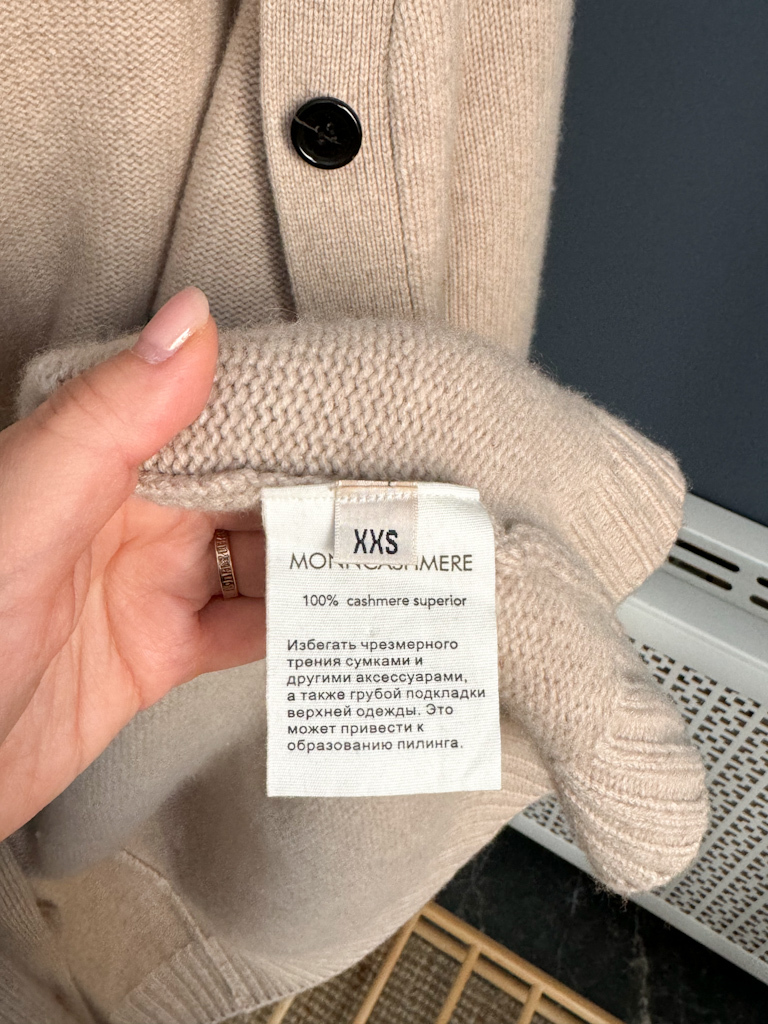 XXS
MONNCASHMERE
100% cashmere superior
Избегать чрезмерного
трения сумками и
другими аксессуарами,
а также грубой подкладки
верхней одежды. Это
может привести к
образованию пилинга.